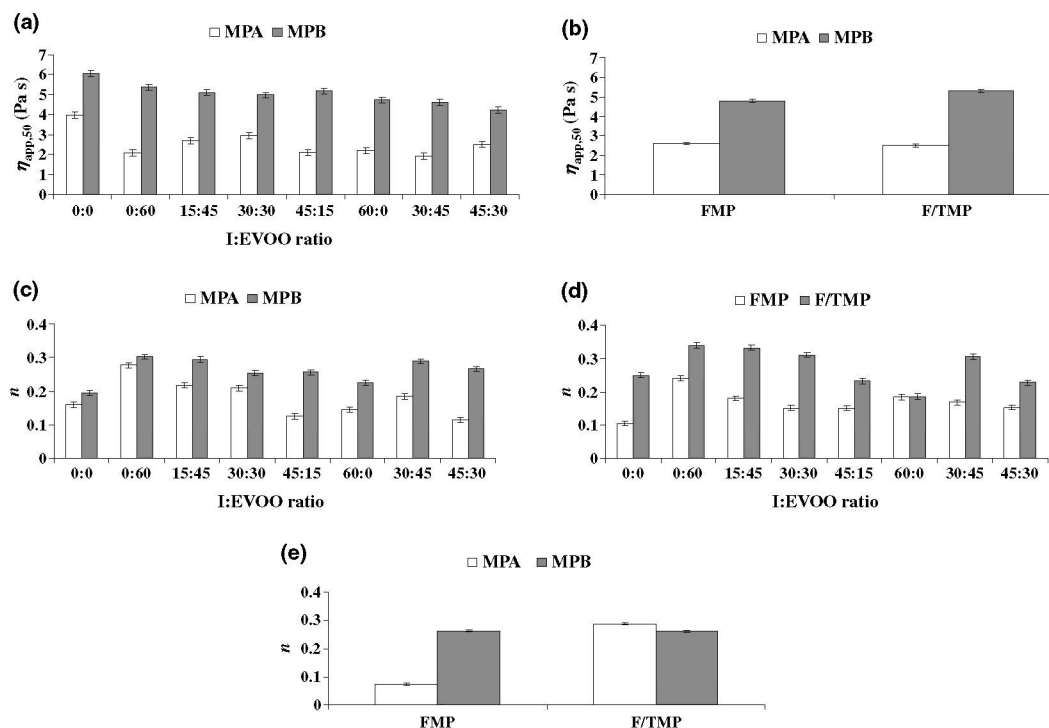 (a)
MPA MPB
η_app,50 (Pa s)
7
6
5
4
3
2
1
0
0:0 0:60 15:45 30:30 45:15 60:0 30:45 45:30
I:EVOO ratio
(b)
MPA MPB
η_app,50 (Pa s)
7
6
5
4
3
2
1
0
FMP F/TMP
(c)
MPA MPB
n
0.4
0.3
0.2
0.1
0
0:0 0:60 15:45 30:30 45:15 60:0 30:45 45:30
I:EVOO ratio
(d)
FMP F/TMP
n
0.4
0.3
0.2
0.1
0
0:0 0:60 15:45 30:30 45:15 60:0 30:45 45:30
I:EVOO ratio
(e)
MPA MPB
n
0.4
0.3
0.2
0.1
0
FMP F/TMP